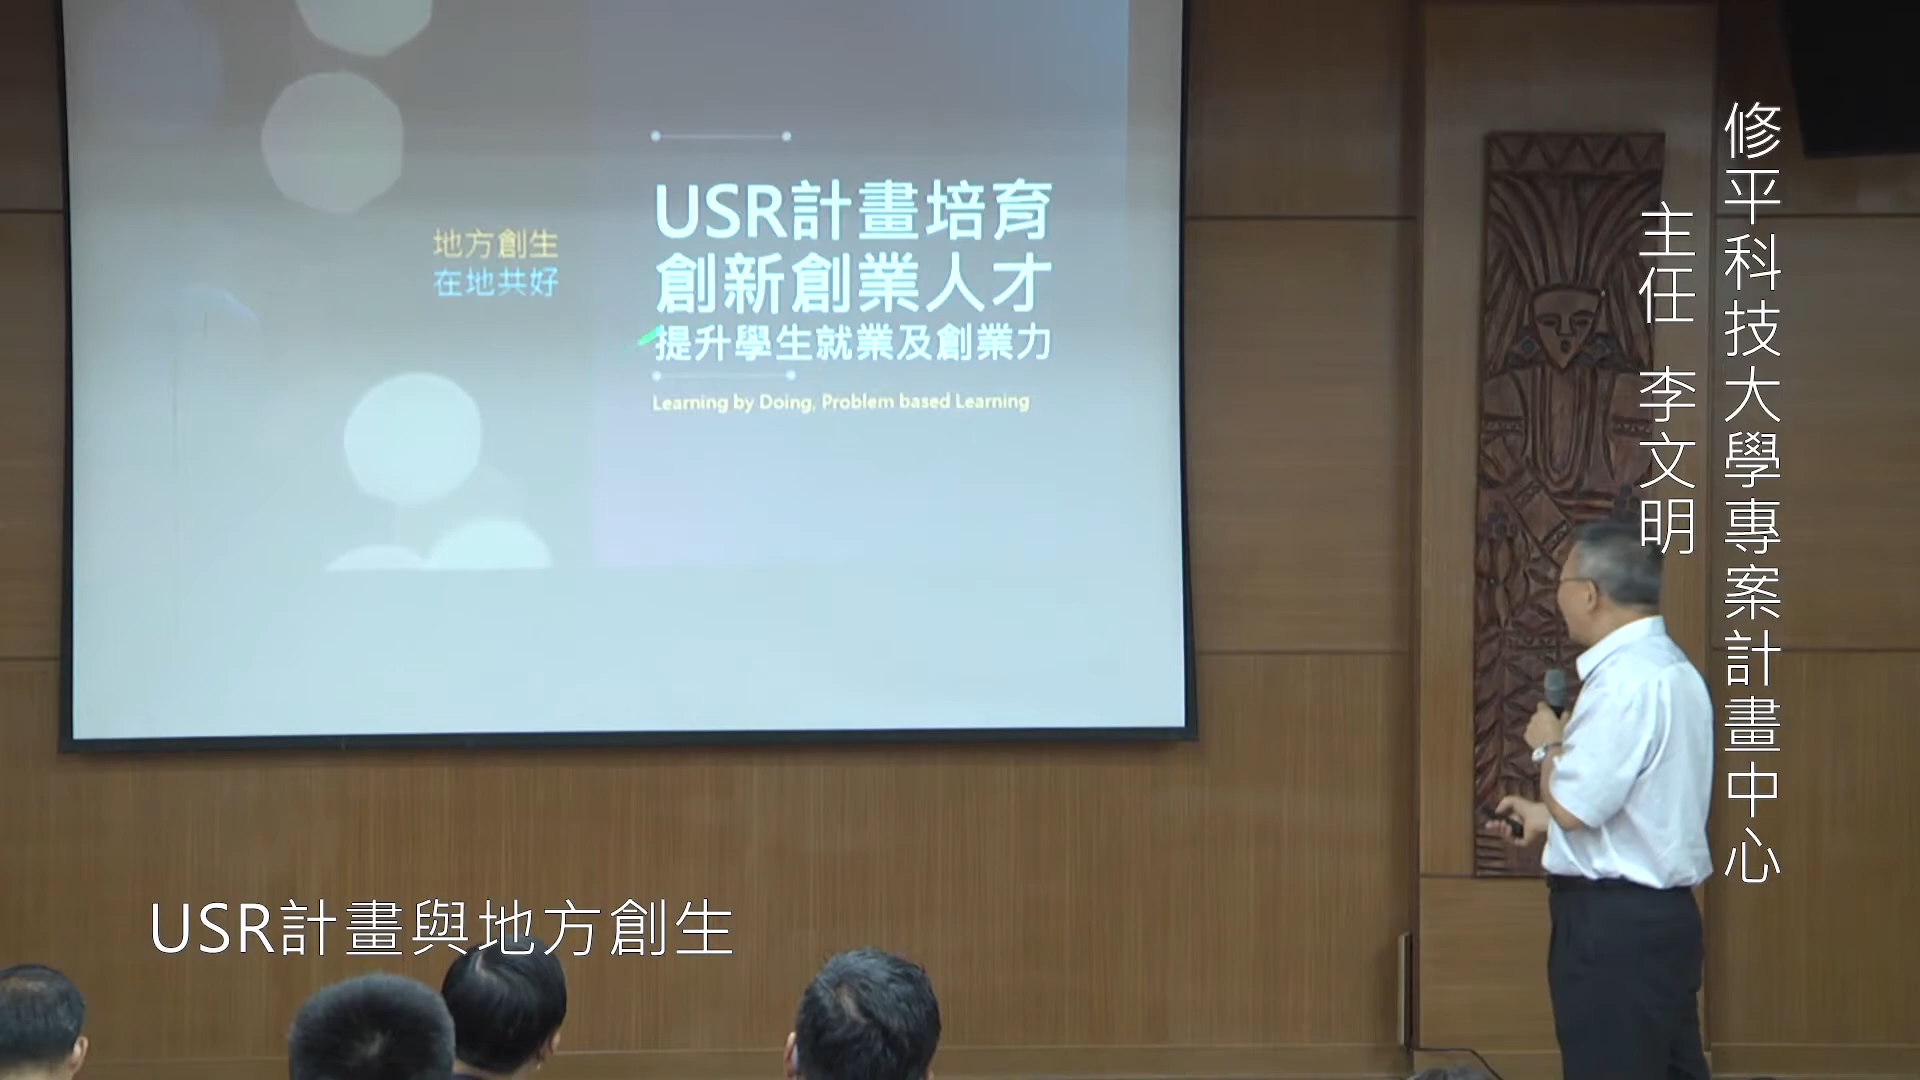 地方創生
在地共好
USR計畫培育
創新創業人才
提升學生就業及創業力
Learning by Doing, Problem based Learning
修平科技大學專案計畫中心
主任 李文明
USR計畫與地方創生